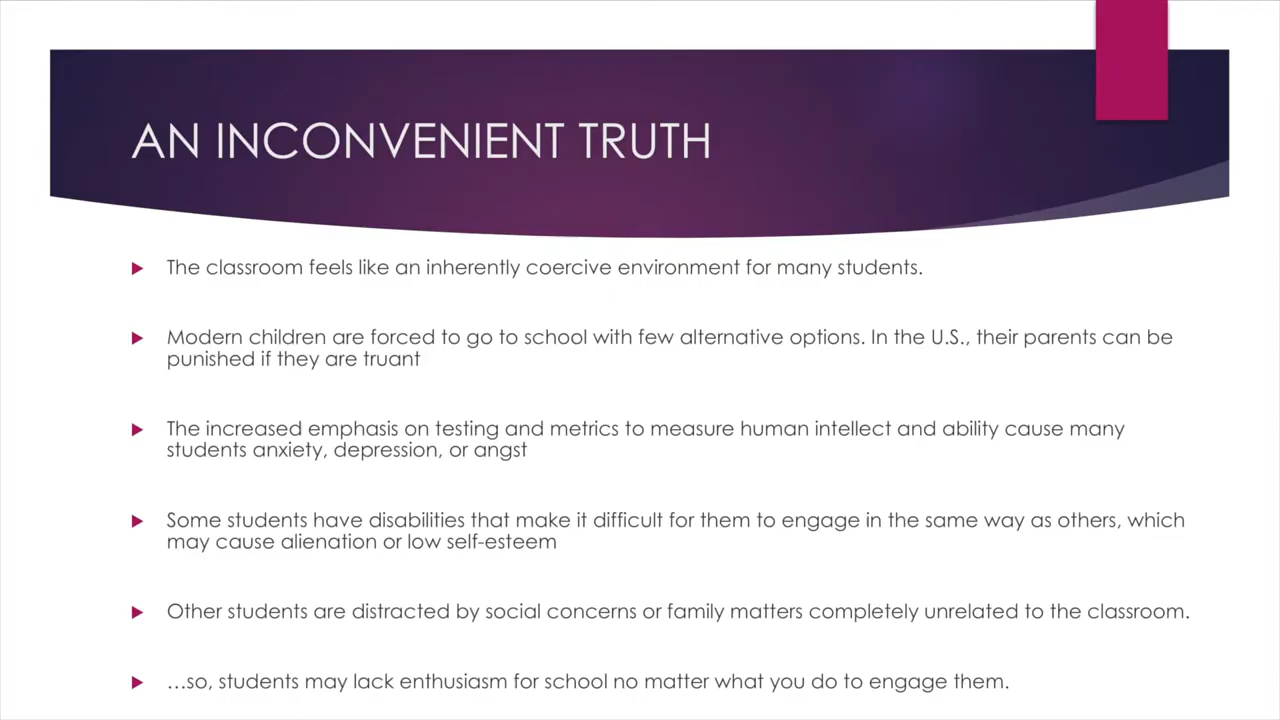 AN INCONVENIENT TRUTH
The classroom feels like an inherently coercive environment for many students.
Modern children are forced to go to school with few alternative options. In the U.S., their parents can be
punished if they are truant
The increased emphasis on testing and metrics to measure human intellect and ability cause many
students anxiety, depression, or angst
Some students have disabilities that make it difficult for them to engage in the same way as others, which
may cause alienation or low self-esteem
Other students are distracted by social concerns or family matters completely unrelated to the classroom.
…so, students may lack enthusiasm for school no matter what you do to engage them.